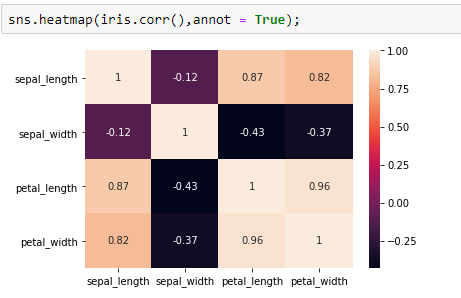 sns.heatmap(iris.corr(),annot = True);
1.00
sepal_length 1 -0.12 0.87 0.82
0.75
sepal_width -0.12 1 -0.43 -0.37
0.50
0.25
petal_length 0.87 -0.43 1 0.96
0.00
petal_width 0.82 -0.37 0.96 1
-0.25
sepal_length sepal_width petal_length petal_width